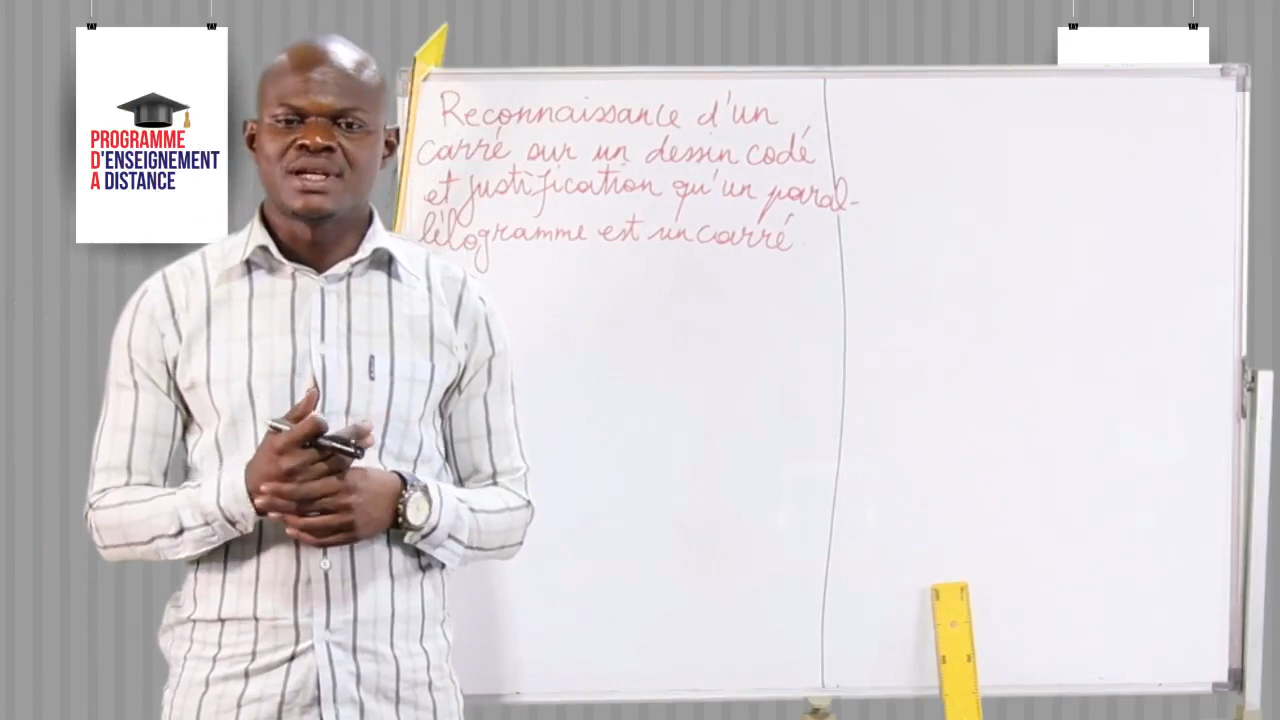 PROGRAMME
D'ENSEIGNEMENT
A DISTANCE
Reconnaissance d'un
carré sur un dessin codé
et justification qu'un paral-
lélogramme est un carré.